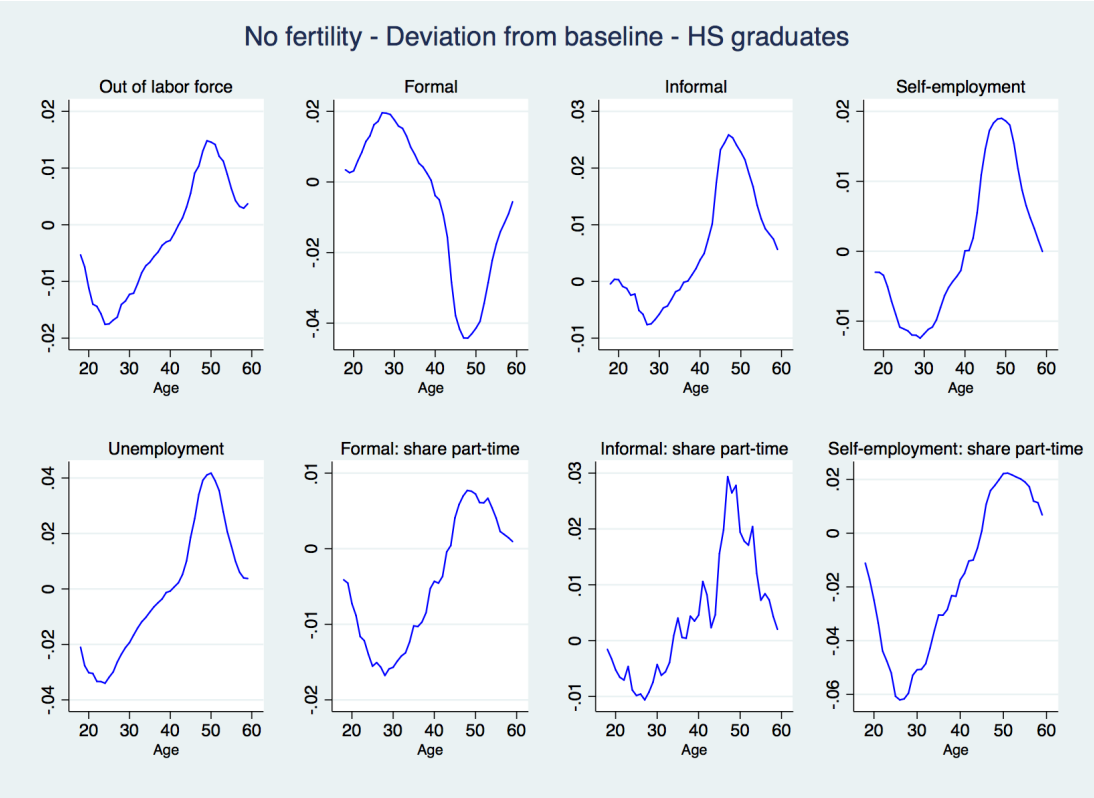 No fertility - Deviation from baseline - HS graduates
Out of labor force
.02
.01
0
-.01
-.02
20 30 40 50 60
Age
Formal
.02
0
-.02
-.04
20 30 40 50 60
Age
Informal
.03
.02
.01
0
-.01
20 30 40 50 60
Age
Self-employment
.02
.01
0
-.01
20 30 40 50 60
Age
Unemployment
.04
.02
0
-.02
-.04
20 30 40 50 60
Age
Formal: share part-time
.01
0
-.01
-.02
20 30 40 50 60
Age
Informal: share part-time
.03
.02
.01
0
-.01
20 30 40 50 60
Age
Self-employment: share part-time
.02
0
-.02
-.04
-.06
20 30 40 50 60
Age